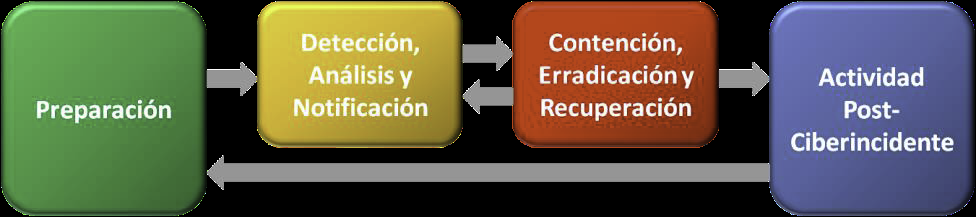 Preparación
Detección,
Análisis y
Notificación
Contención,
Erradicación y
Recuperación
Actividad
Post-
Ciberincidente